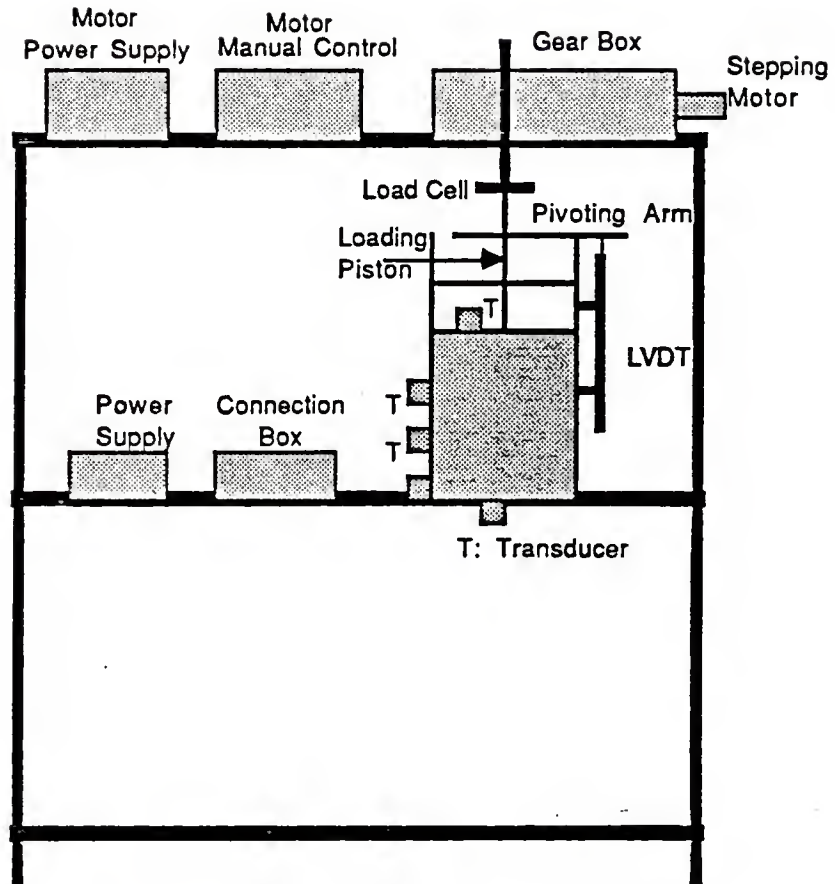 Motor
Power Supply
Motor
Manual Control
Gear Box
Stepping
Motor
Load Cell
Pivoting Arm
Loading
Piston
T
LVDT
Power
Supply
Connection
Box
T
T
T: Transducer